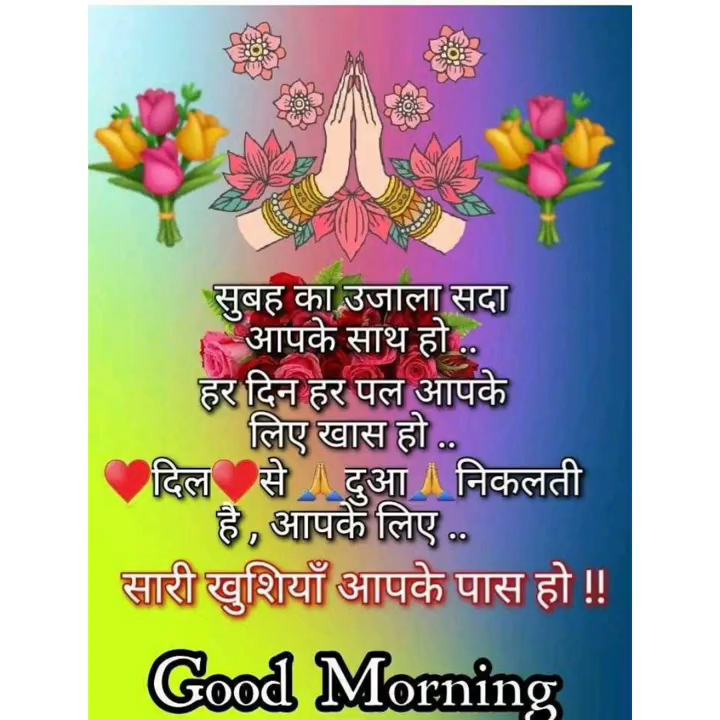 सुबह का उजाला सदा
आपके साथ हो ..
हर दिन हर पल आपके
लिए खास हो ..
❤️दिल❤️से 🙏दुआ🙏 निकलती
है , आपके लिए ..
सारी खुशियाँ आपके पास हो !!
Good Morning